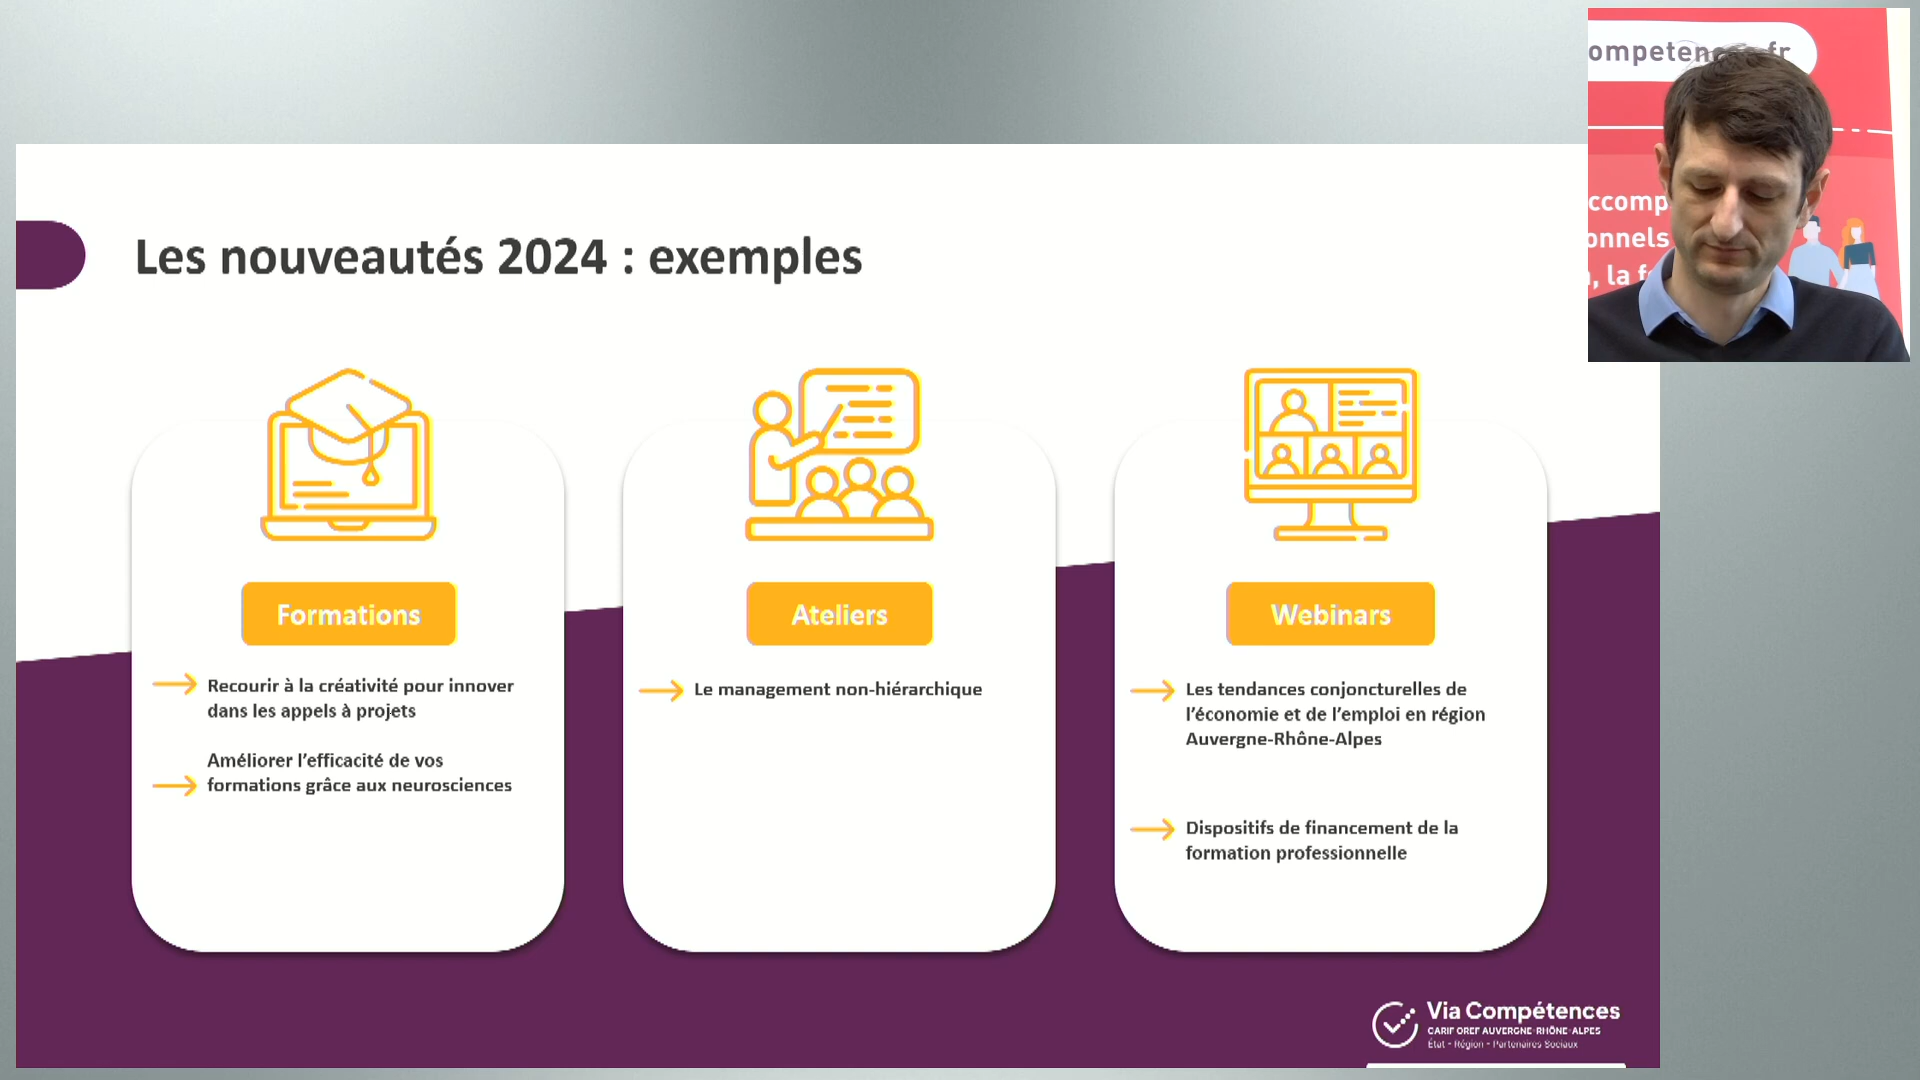 ompetences.fr
ccomp
onnels
, la f
Les nouveautés 2024 : exemples
Formations
Recourir à la créativité pour innover
dans les appels à projets
Améliorer l'efficacité de vos
formations grâce aux neurosciences
Ateliers
Le management non-hiérarchique
Webinars
Les tendances conjoncturelles de
l'économie et de l'emploi en région
Auvergne-Rhône-Alpes
Dispositifs de financement de la
formation professionnelle
Via Compétences
CARIF OREF AUVERGNE-RHÔNE-ALPES
État - Région - Partenaires Sociaux